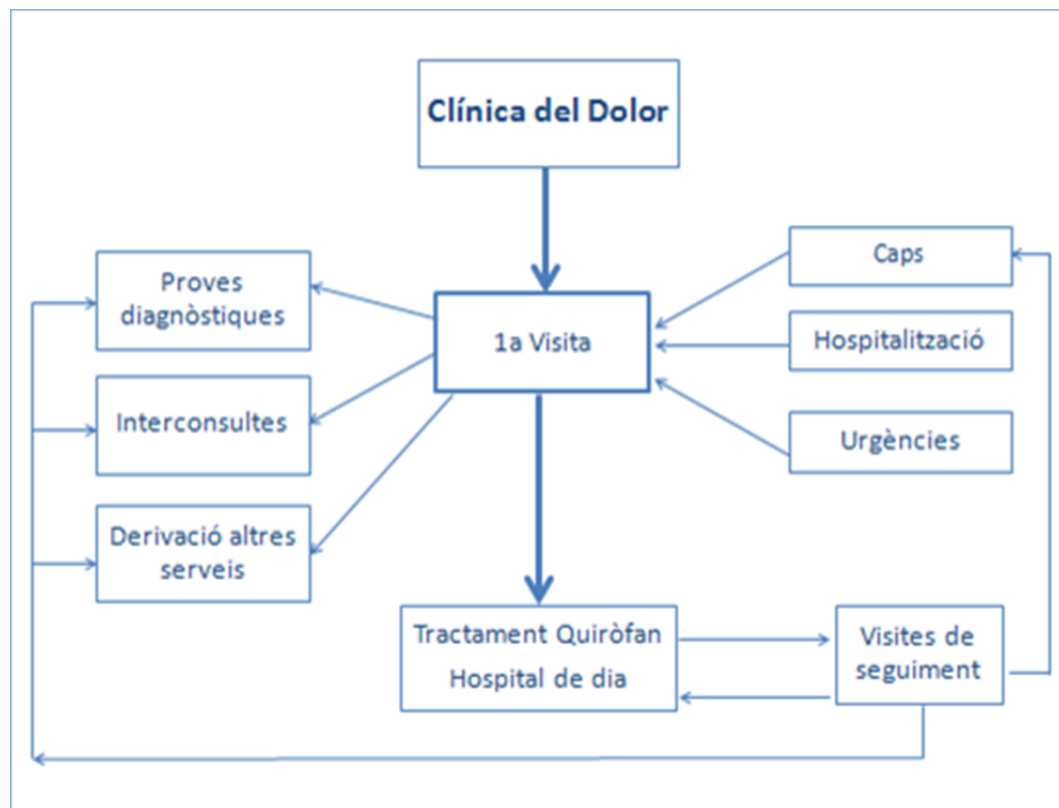 Clínica del Dolor
Proves
diagnòstiques
Interconsultes
Derivació altres
serveis
1a Visita
Caps
Hospitalització
Urgències
Tractament Quiròfan
Hospital de dia
Visites de
seguiment